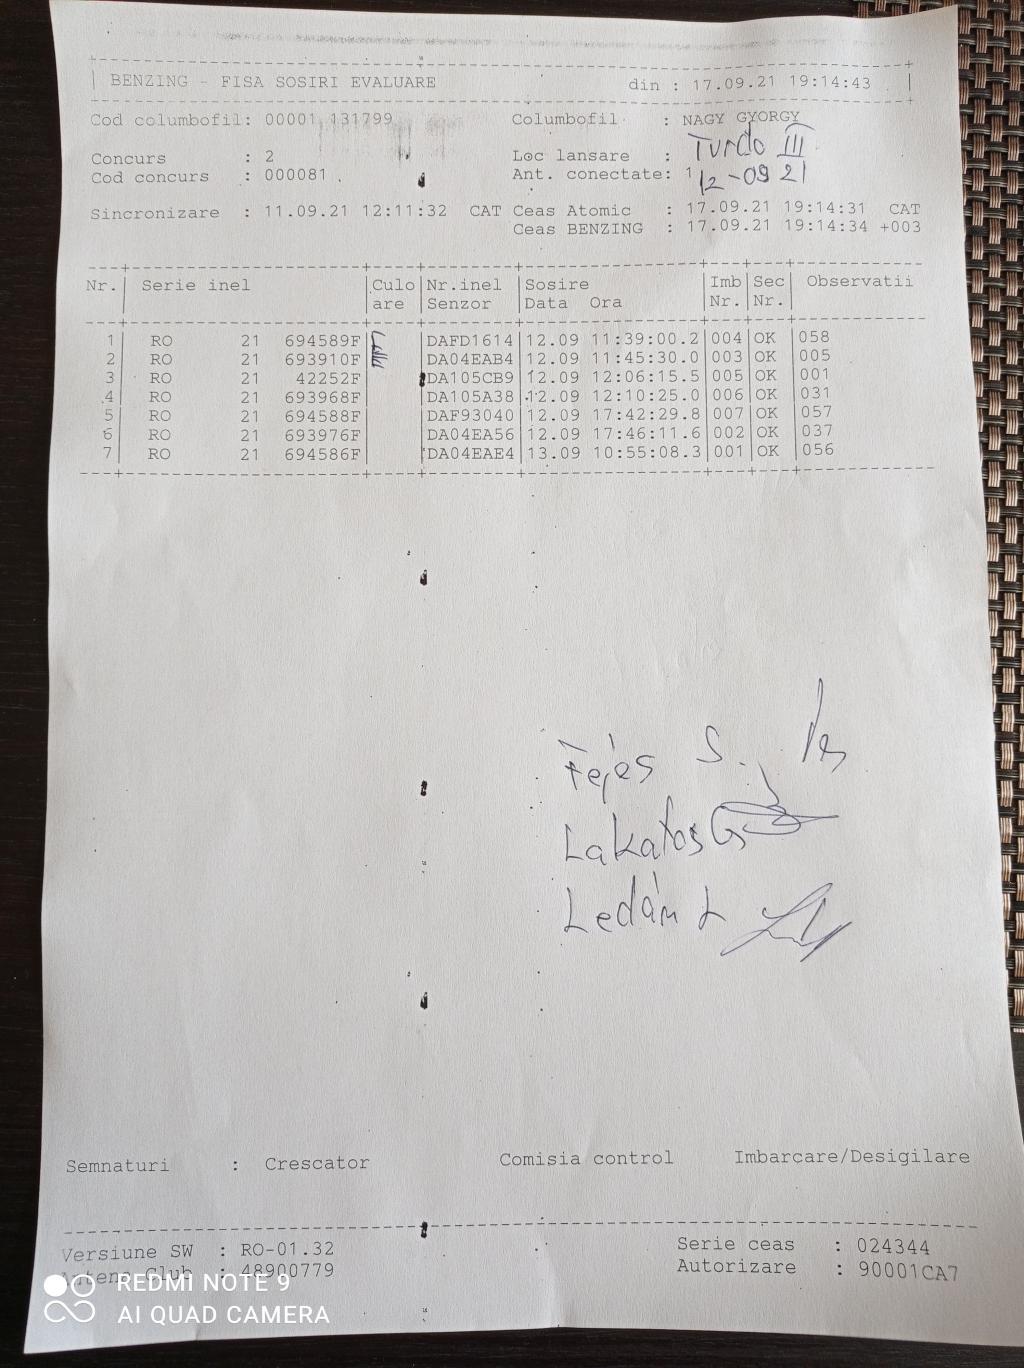 BENZING - FISA SOSIRI EVALUARE din : 17.09.21 19:14:43
Cod columbofil: 00001 131799 Columbofil : NAGY GYORGY
Concurs : 2 Loc lansare : Turda III
Cod concurs : 000081 Ant. conectate: 1 12-09 21
Sincronizare : 11.09.21 12:11:32 CAT Ceas Atomic : 17.09.21 19:14:31 CAT
Ceas BENZING : 17.09.21 19:14:34 +003
Nr. Serie inel Culo Nr.inel Sosire Imb Sec Observatii
are Senzor Data Ora Nr. Nr.
1 RO 21 694589F DAFD1614 12.09 11:39:00.2 004 OK 058
2 RO 21 693910F DA04EAB4 12.09 11:45:30.0 003 OK 005
3 RO 21 42252F DA105CB9 12.09 12:06:15.5 005 OK 001
4 RO 21 693968F DA105A38 12.09 12:10:25.0 006 OK 031
5 RO 21 694588F DAF93040 12.09 17:42:29.8 007 OK 057
6 RO 21 693976F DA04EA56 12.09 17:46:11.6 002 OK 037
7 RO 21 694586F DA04EAE4 13.09 10:55:08.3 001 OK 056
Fejes S.
Lakatos G
Ledán L
Semnaturi : Crescator Comisia control Imbarcare/Desigilare
Versiune SW : RO-01.32 Serie ceas : 024344
Antena Club : 48900779 Autorizare : 90001CA7
REDMI NOTE 9
AI QUAD CAMERA